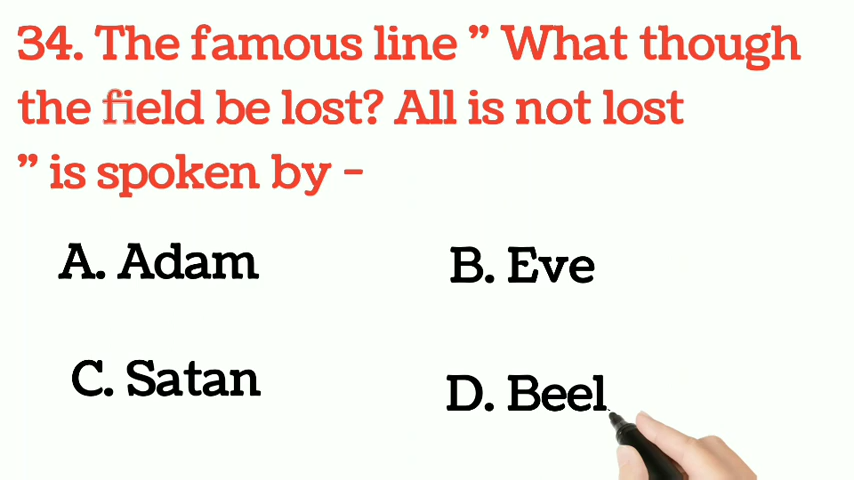 34. The famous line ” What though
the field be lost? All is not lost
” is spoken by -
A. Adam
B. Eve
C. Satan
D. Beel